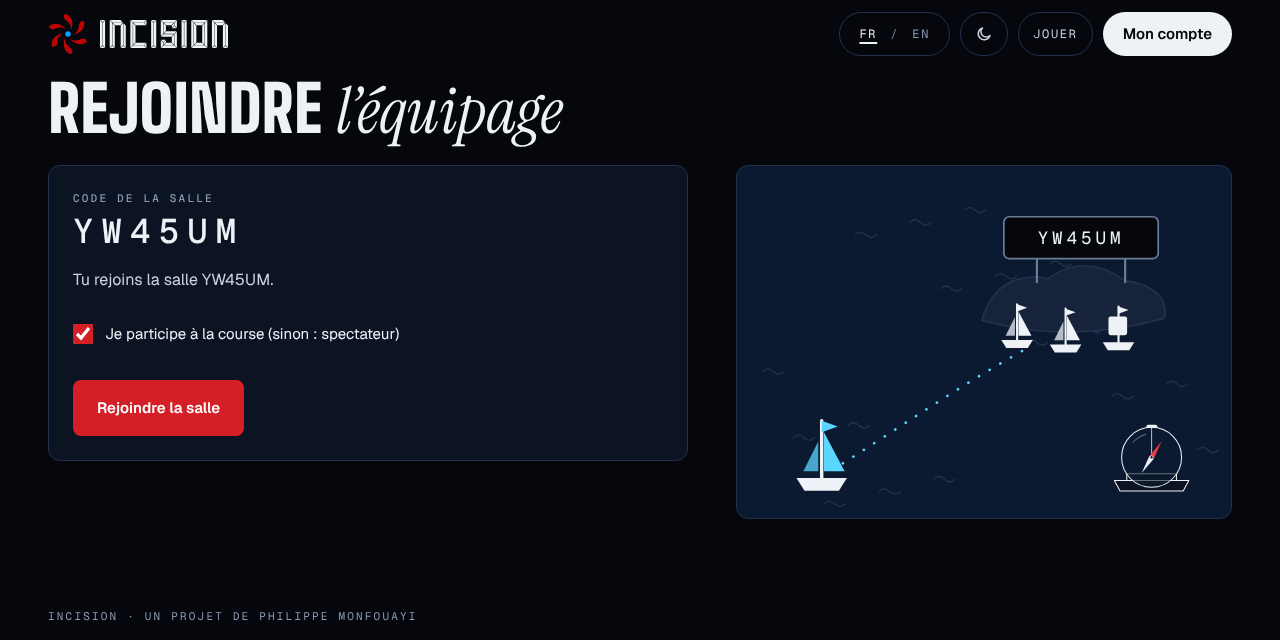 INCISION
FR / EN
JOUER
Mon compte
REJOINDRE l’équipage
CODE DE LA SALLE
YW45UM
Tu rejoins la salle YW45UM.
Je participe à la course (sinon : spectateur)
Rejoindre la salle
YW45UM
INCISION · UN PROJET DE PHILIPPE MONFOUAYI